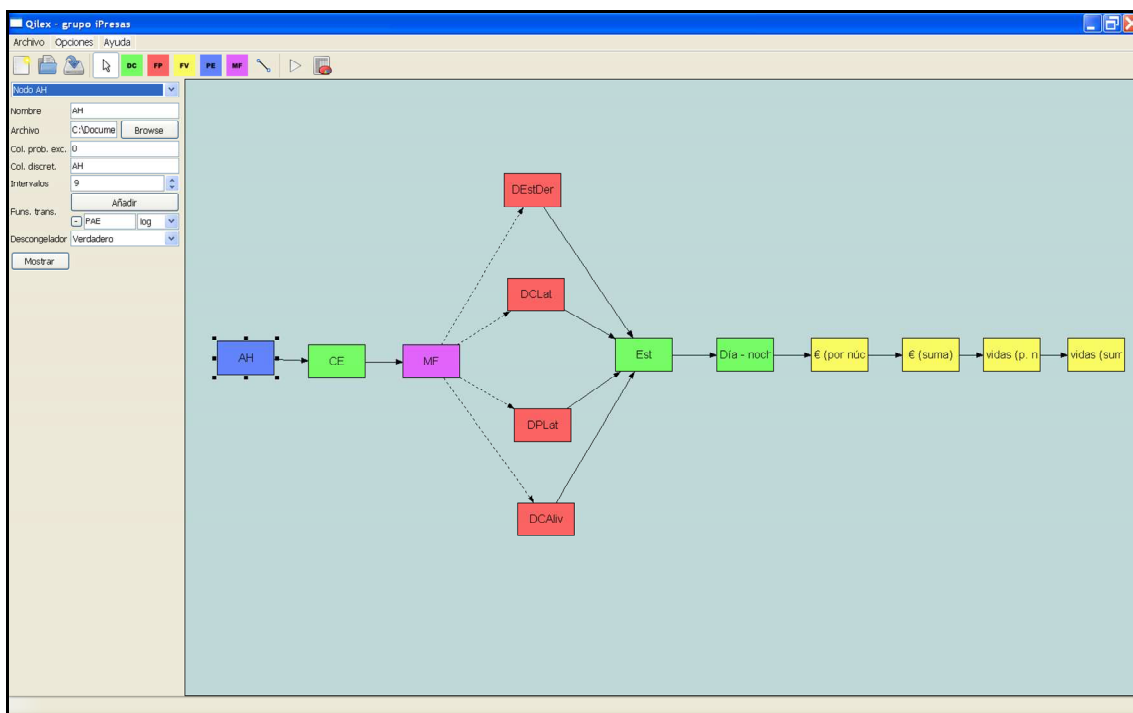 Qilex - grupo iPresas
Archivo Opciones Ayuda
DC FP FV PE MF
Nodo AH
Nombre AH
Archivo C:\Docume Browse
Col. prob. exc. U
Col. discret. AH
Intervalos 9
Añadir
Funs. trans.
- PAE log
Descongelador Verdadero
Mostrar
DEstDer
DCLat
AH CE MF Est Día - noch € (por núc € (suma) vidas (p. n vidas (sum
DPLat
DCAliv